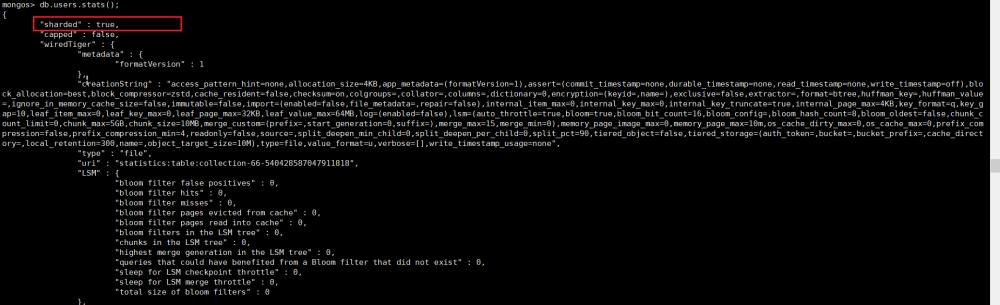 mongos> db.users.stats();
{
"sharded" : true,
"capped" : false,
"wiredTiger" : {
"metadata" : {
"formatVersion" : 1
},
"creationString" : "access_pattern_hint=none,allocation_size=4KB,app_metadata=(formatVersion=1),assert=(commit_timestamp=none,durable_timestamp=none,read_timestamp=none,write_timestamp=off),blo
ck_allocation=best,block_compressor=zstd,cache_resident=false,checksum=on,colgroups=,collator=,columns=,dictionary=0,encryption=(keyid=,name=),exclusive=false,extractor=,format=btree,huffman_key=,huffman_value
=,ignore_in_memory_cache_size=false,immutable=false,import=(enabled=false,file_metadata=,repair=false),internal_item_max=0,internal_key_max=0,internal_key_truncate=true,internal_page_max=4KB,key_format=q,key_g
ap=10,leaf_item_max=0,leaf_key_max=0,leaf_page_max=32KB,leaf_value_max=64MB,log=(enabled=false),lsm=(auto_throttle=true,bloom=true,bloom_bit_count=16,bloom_config=,bloom_hash_count=8,bloom_oldest=false,chunk_c
ount_limit=0,chunk_max=5GB,chunk_size=10MB,merge_custom=(prefix=,start_generation=0,suffix=),merge_max=15,merge_min=0),memory_page_image_max=0,memory_page_max=10m,os_cache_dirty_max=0,os_cache_max=0,prefix_com
pression=false,prefix_compression_min=4,readonly=false,source=,split_deepen_min_child=0,split_deepen_per_child=0,split_pct=90,tiered_object=false,tiered_storage=(auth_token=,bucket=,bucket_prefix=,cache_direct
ory=,local_retention=300,name=,object_target_size=10M),type=file,value_format=u,verbose=[],write_timestamp_usage=none",
"type" : "file",
"uri" : "statistics:table:collection-66-540428587047911818",
"LSM" : {
"bloom filter false positives" : 0,
"bloom filter hits" : 0,
"bloom filter misses" : 0,
"bloom filter pages evicted from cache" : 0,
"bloom filter pages read into cache" : 0,
"bloom filters in the LSM tree" : 0,
"chunks in the LSM tree" : 0,
"highest merge generation in the LSM tree" : 0,
"queries that could have benefited from a Bloom filter that did not exist" : 0,
"sleep for LSM checkpoint throttle" : 0,
"sleep for LSM merge throttle" : 0,
"total size of bloom filters" : 0
},